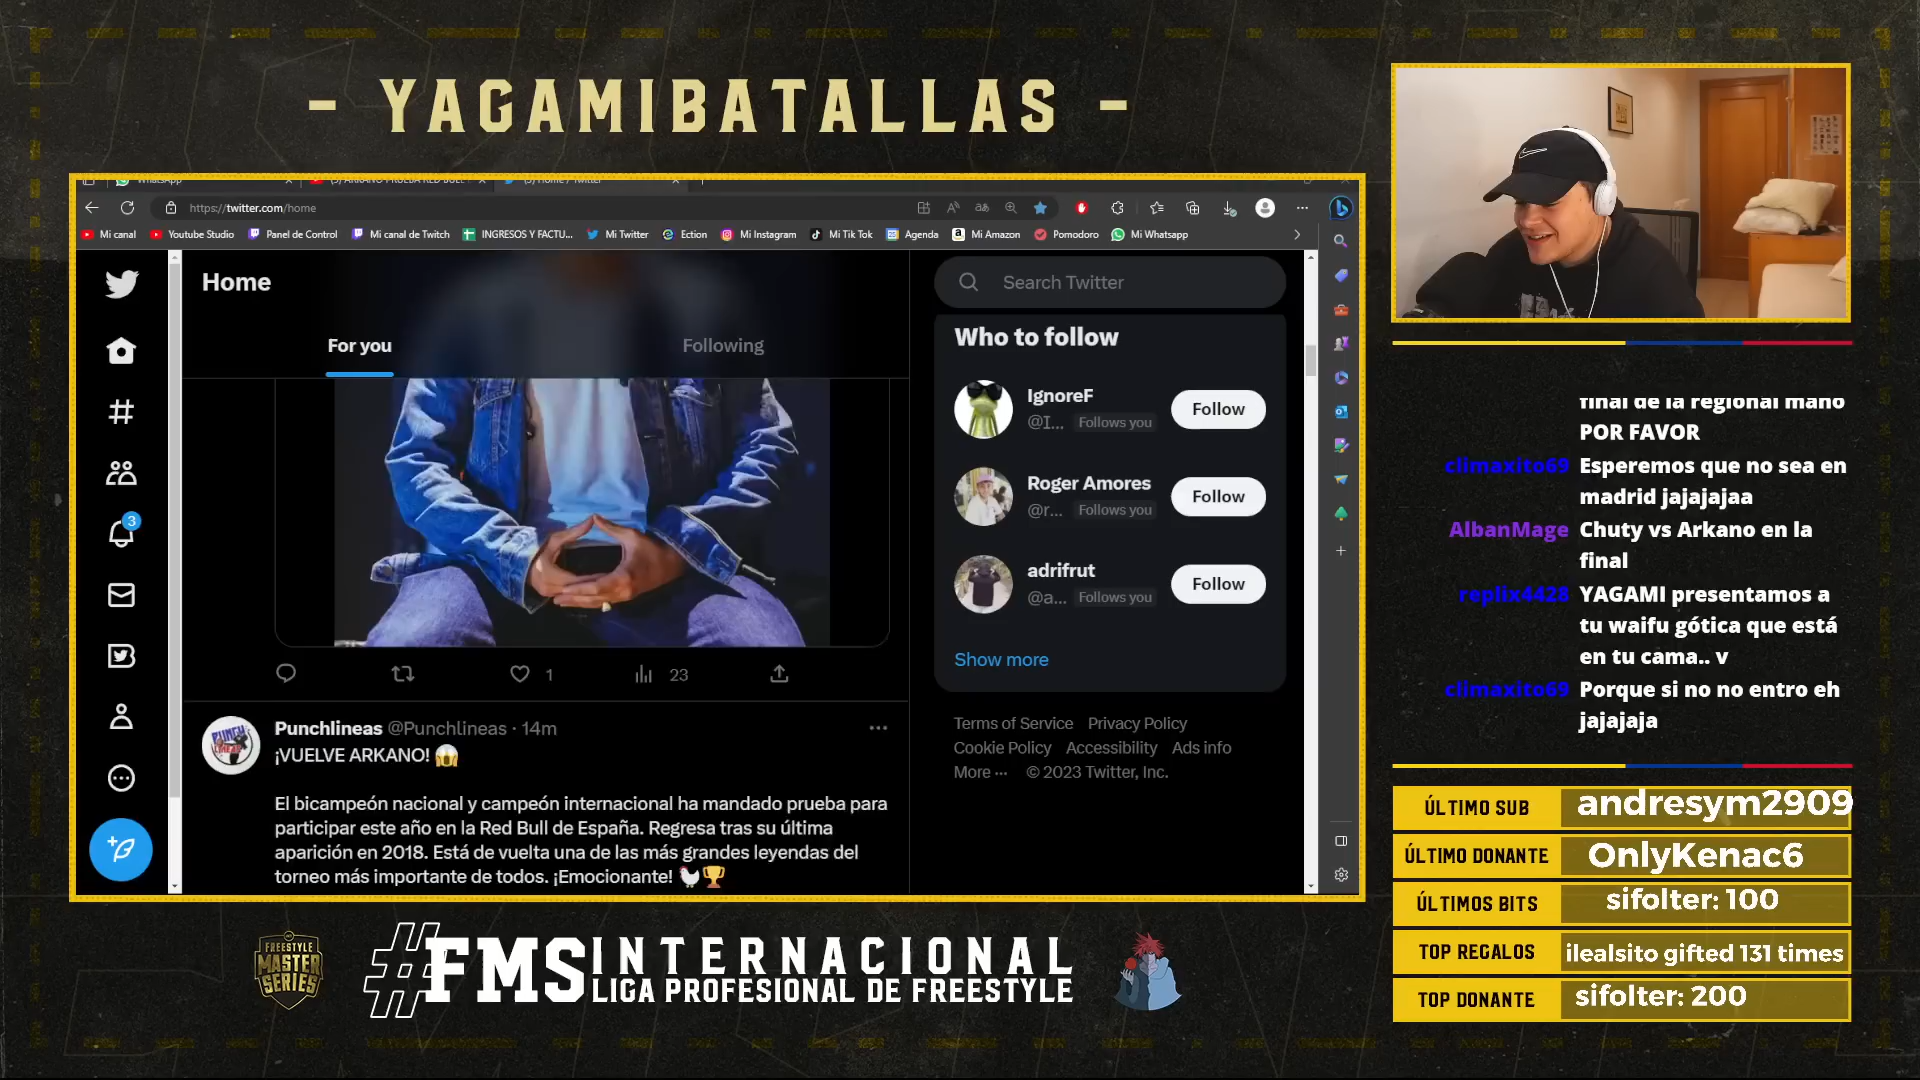 - YAGAMIBATALLAS -
WhatsApp
https://twitter.com/home
Mi canal
Youtube Studio
Panel de Control
Mi canal de Twitch
INGRESOS Y FACTU...
Mi Twitter
Ection
Mi Instagram
Mi Tik Tok
Agenda
Mi Amazon
Pomodoro
Mi Whatsapp
Home
For you
Following
3
1
23
Punchlineas @Punchlineas · 14m
¡VUELVE ARKANO! 😱
El bicampeón nacional y campeón internacional ha mandado prueba para
participar este año en la Red Bull de España. Regresa tras su última
aparición en 2018. Está de vuelta una de las más grandes leyendas del
torneo más importante de todos. ¡Emocionante! 🐓🏆
Search Twitter
Who to follow
IgnoreF
@I... Follows you
Follow
Roger Amores
@r... Follows you
Follow
adrifrut
@a... Follows you
Follow
Show more
Terms of Service Privacy Policy
Cookie Policy Accessibility Ads info
More ··· © 2023 Twitter, Inc.
final de la regional mano
POR FAVOR
climaxito69 Esperemos que no sea en
madrid jajajajaa
AlbanMage Chuty vs Arkano en la
final
replix4428 YAGAMI presentamos a
tu waifu gótica que está
en tu cama.. v
climaxito69 Porque si no no entro eh
jajajaja
ÚLTIMO SUB andresym2909
ÚLTIMO DONANTE OnlyKenac6
ÚLTIMOS BITS sifolter: 100
TOP REGALOS ilealsito gifted 131 times
TOP DONANTE sifolter: 200
FREESTYLE
MASTER
SERIES
#FMS INTERNACIONAL
LIGA PROFESIONAL DE FREESTYLE